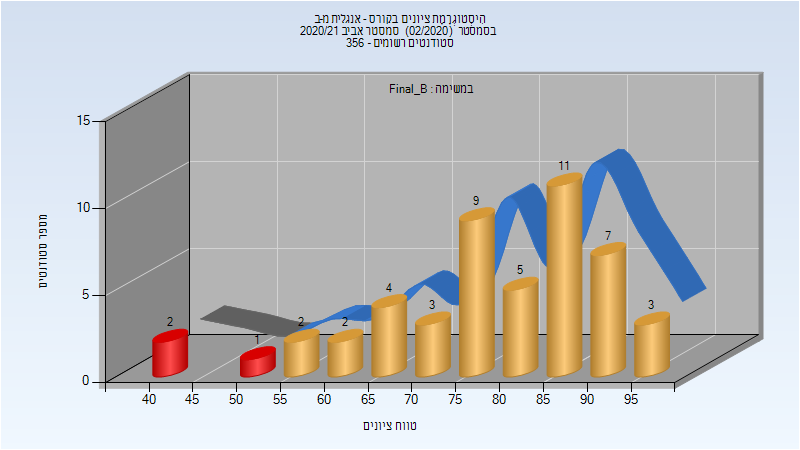 היסטוגרמת ציונים בקורס - אנגלית מ-ב
בסמסטר (02/2020) סמסטר אביב 2020/21
סטודנטים רשומים - 356
במשימה : Final_B
מספר סטודנטים
15
10
5
0
2
1
2
2
4
3
9
5
11
7
3
40 45 50 55 60 65 70 75 80 85 90 95
טווח ציונים